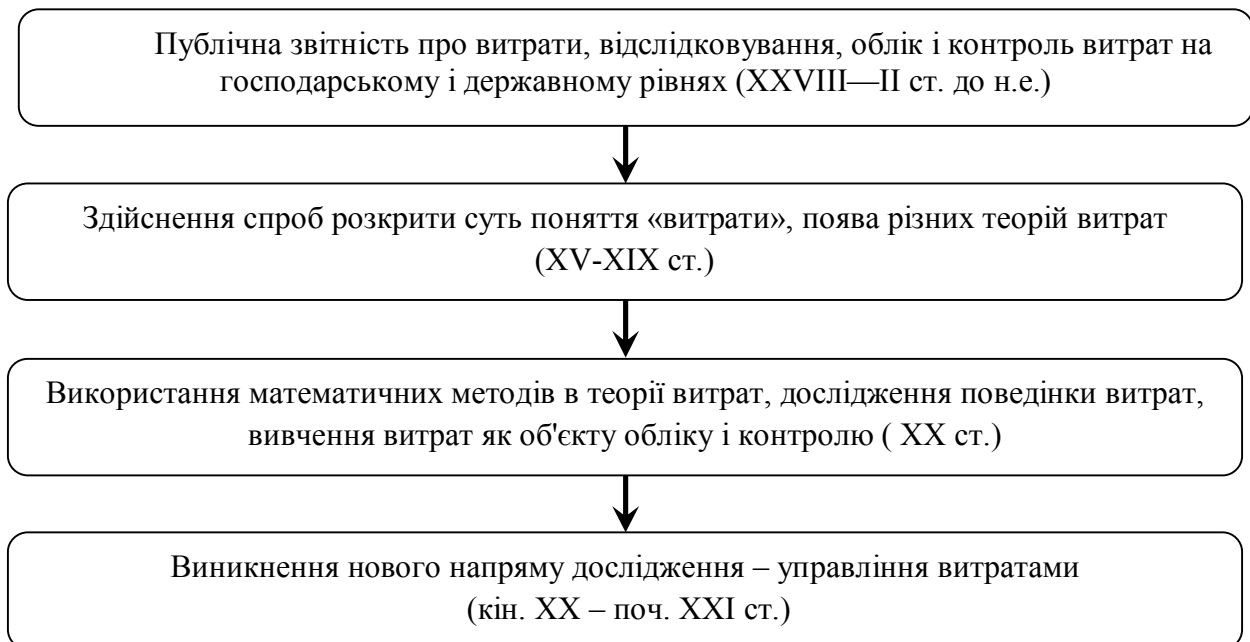 Публічна звітність про витрати, відслідковування, облік і контроль витрат на
господарському і державному рівнях (XXVIII—II ст. до н.е.)
Здійснення спроб розкрити суть поняття «витрати», поява різних теорій витрат
(XV-XIX ст.)
Використання математичних методів в теорії витрат, дослідження поведінки витрат,
вивчення витрат як об'єкту обліку і контролю ( XX ст.)
Виникнення нового напряму дослідження – управління витратами
(кін. XX – поч. XXI ст.)